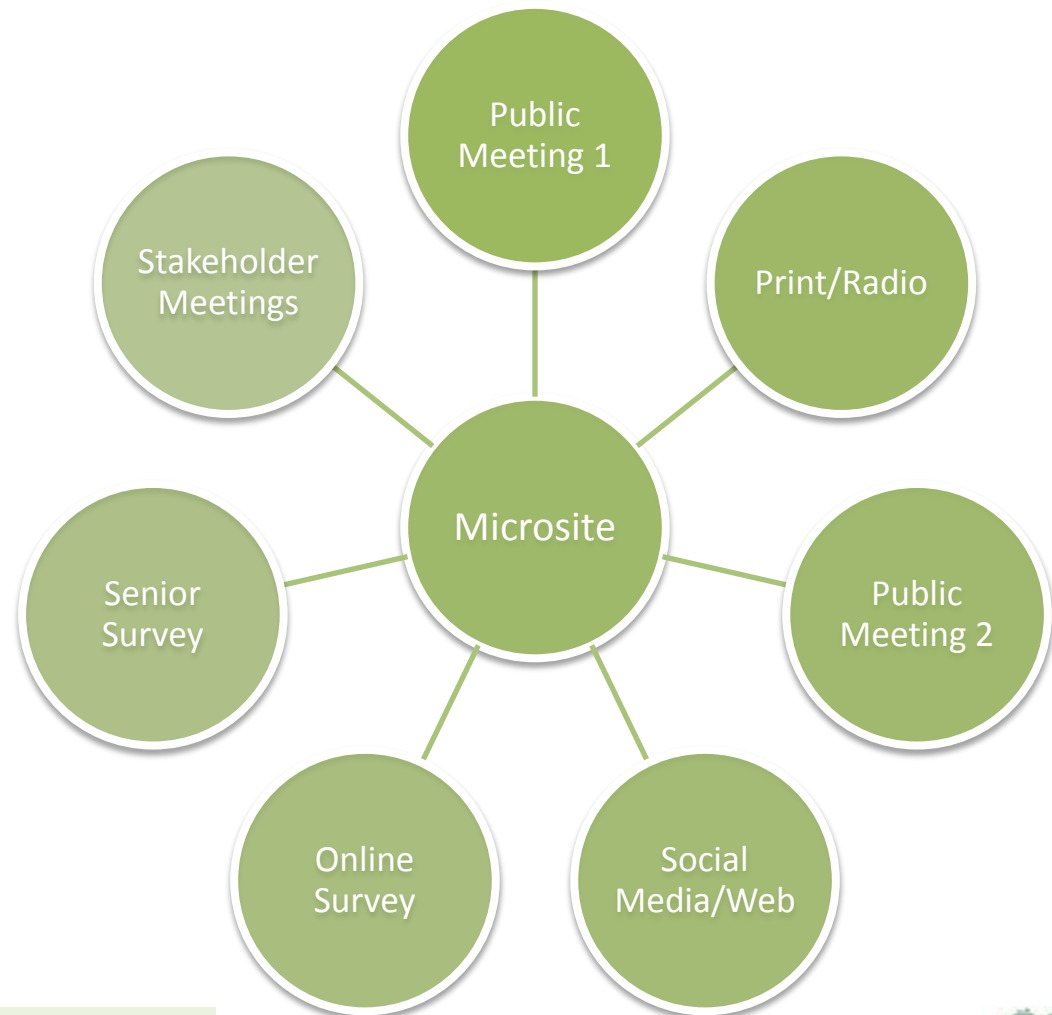 Public
Meeting 1
Print/Radio
Public
Meeting 2
Social
Media/Web
Online
Survey
Senior
Survey
Stakeholder
Meetings
Microsite